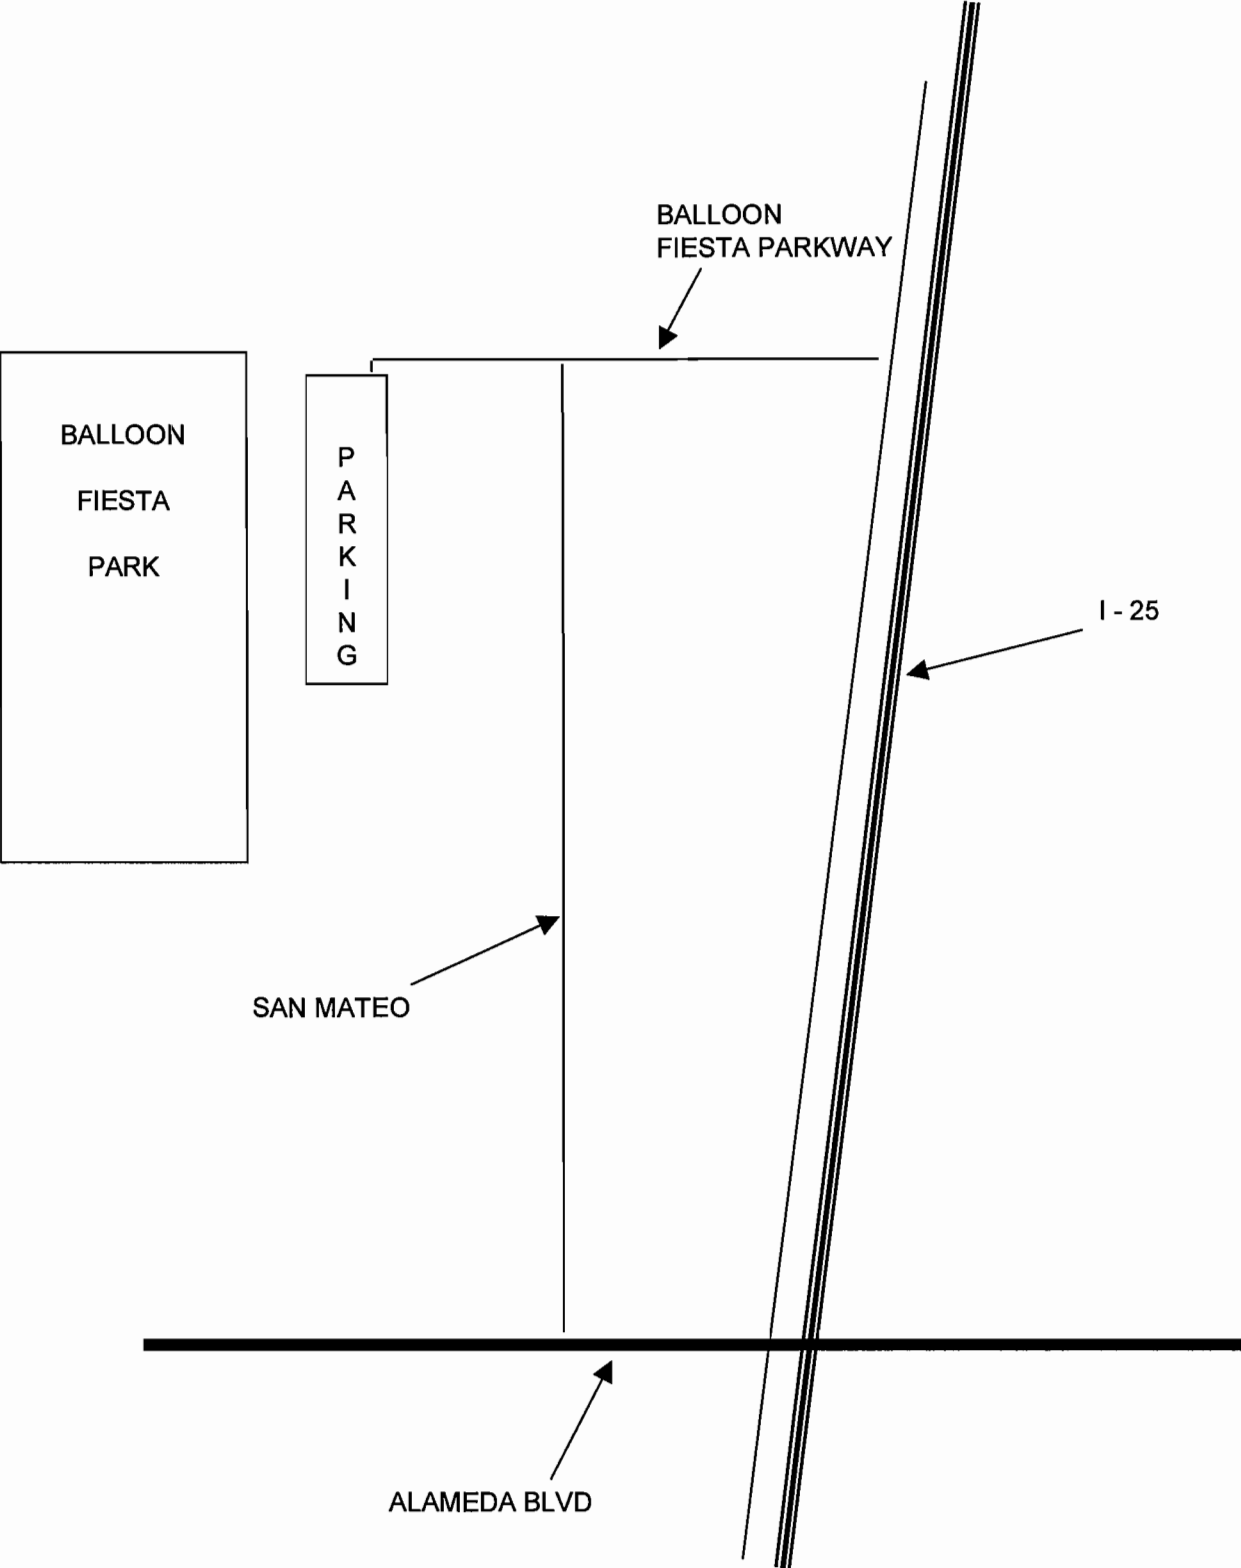 BALLOON
FIESTA PARKWAY
BALLOON
FIESTA
PARK
P
A
R
K
I
N
G
I - 25
SAN MATEO
ALAMEDA BLVD